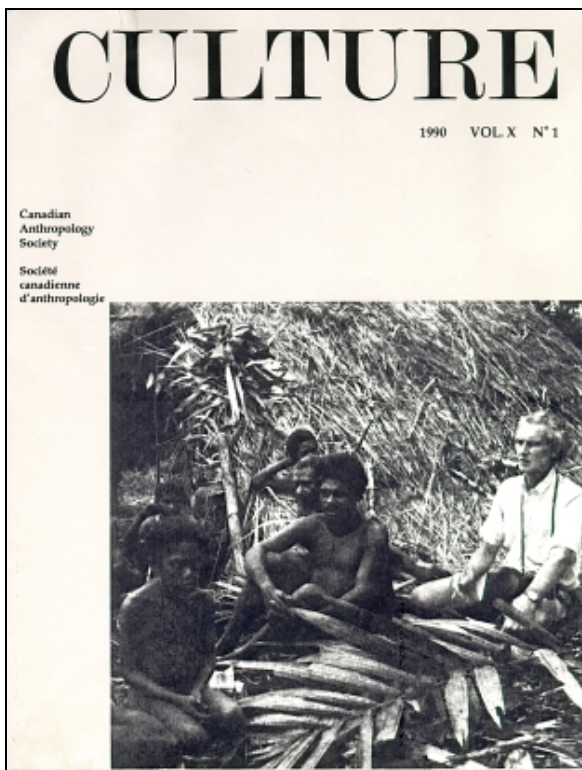 CULTURE
1990 VOL. X N° 1
Canadian
Anthropology
Society
Société
canadienne
d'anthropologie